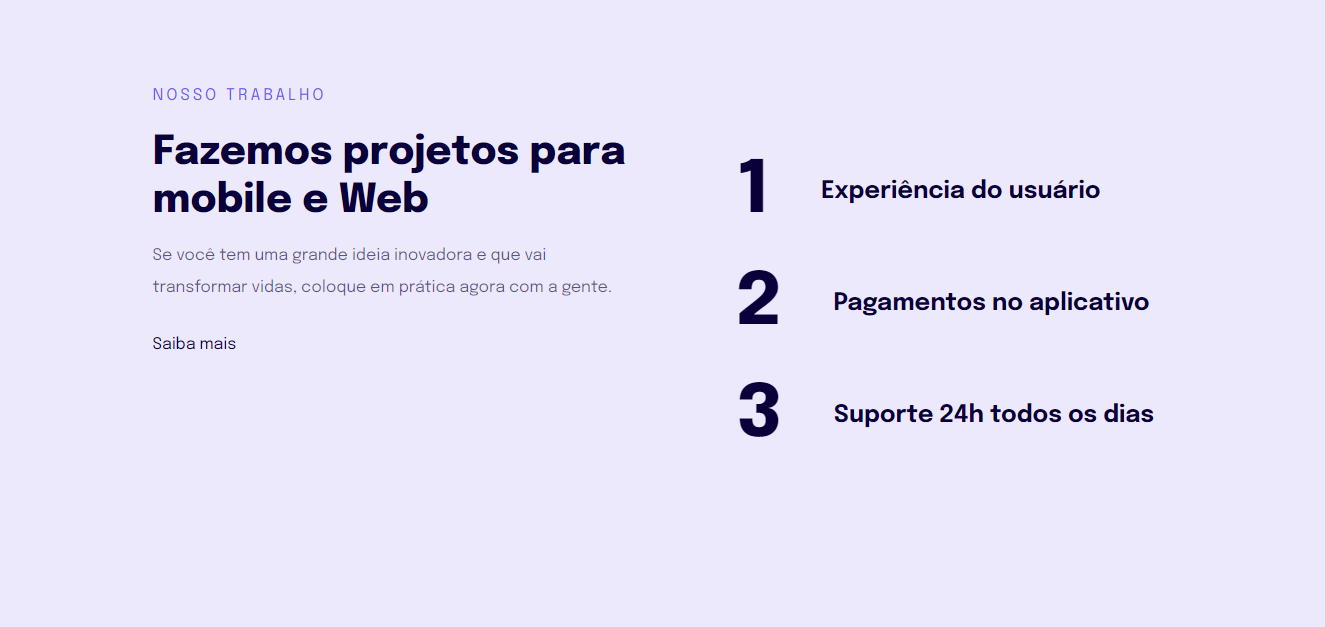 NOSSO TRABALHO
Fazemos projetos para
mobile e Web
Se você tem uma grande ideia inovadora e que vai
transformar vidas, coloque em prática agora com a gente.
Saiba mais
1 Experiência do usuário
2 Pagamentos no aplicativo
3 Suporte 24h todos os dias